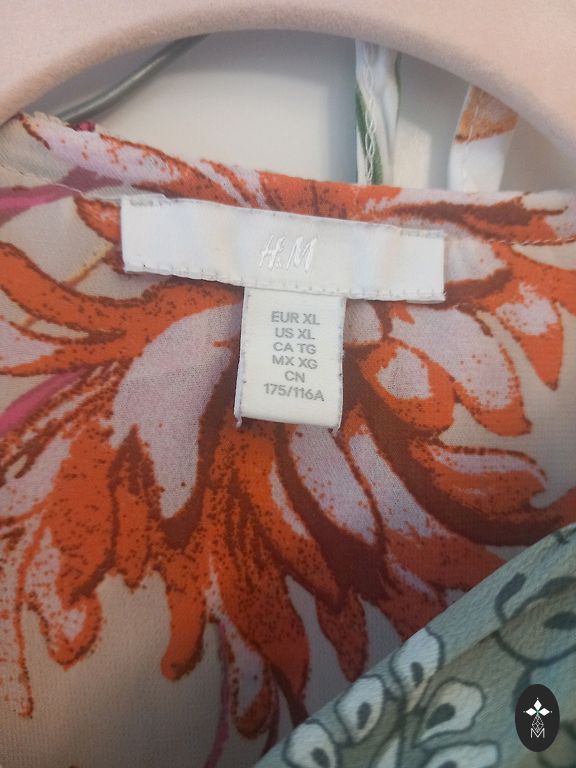 H&M
EUR XL
US XL
CA TG
MX XG
CN
175/116A
M